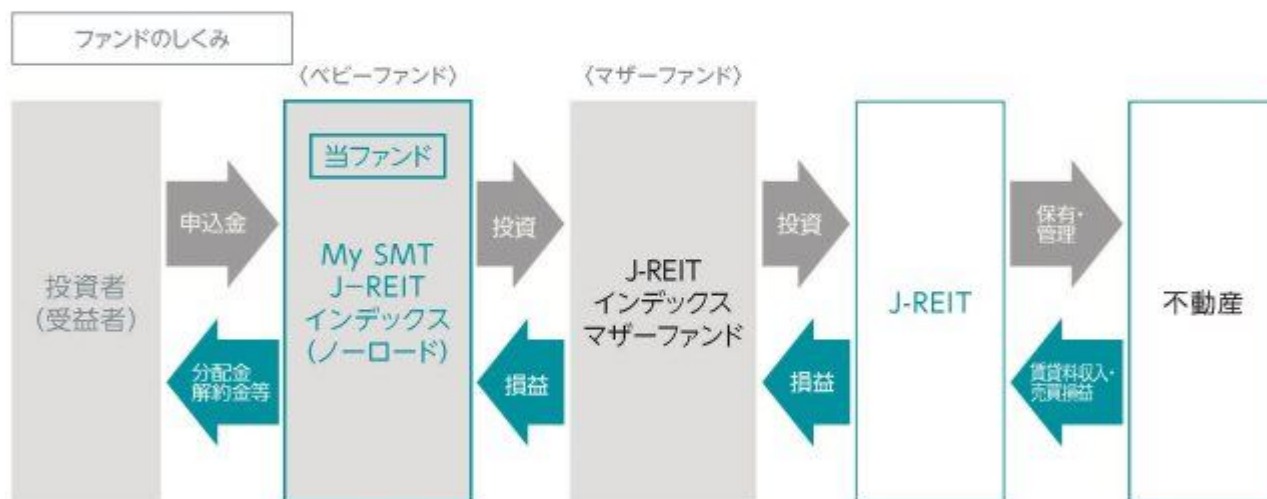 ファンドのしくみ
〈ベビーファンド〉
〈マザーファンド〉
投資者
(受益者)
申込金
分配金
解約金等
当ファンド
My SMT
J−REIT
インデックス
(ノーロード)
投資
損益
J-REIT
インデックス
マザーファンド
投資
損益
J-REIT
保有・
管理
賃貸料収入・
売買損益
不動産